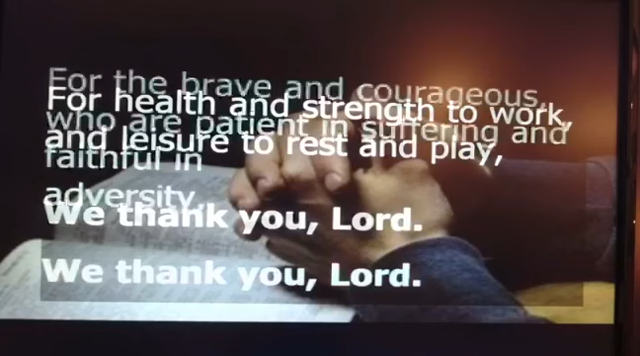 For the brave and courageous,
For health and strength to work,
who are patient in suffering and
and leisure to rest and play,
faithful in
adversity,
We thank you, Lord.
We thank you, Lord.